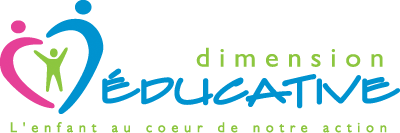 dimension
ÉDUCATIVE
L'enfant au coeur de notre action